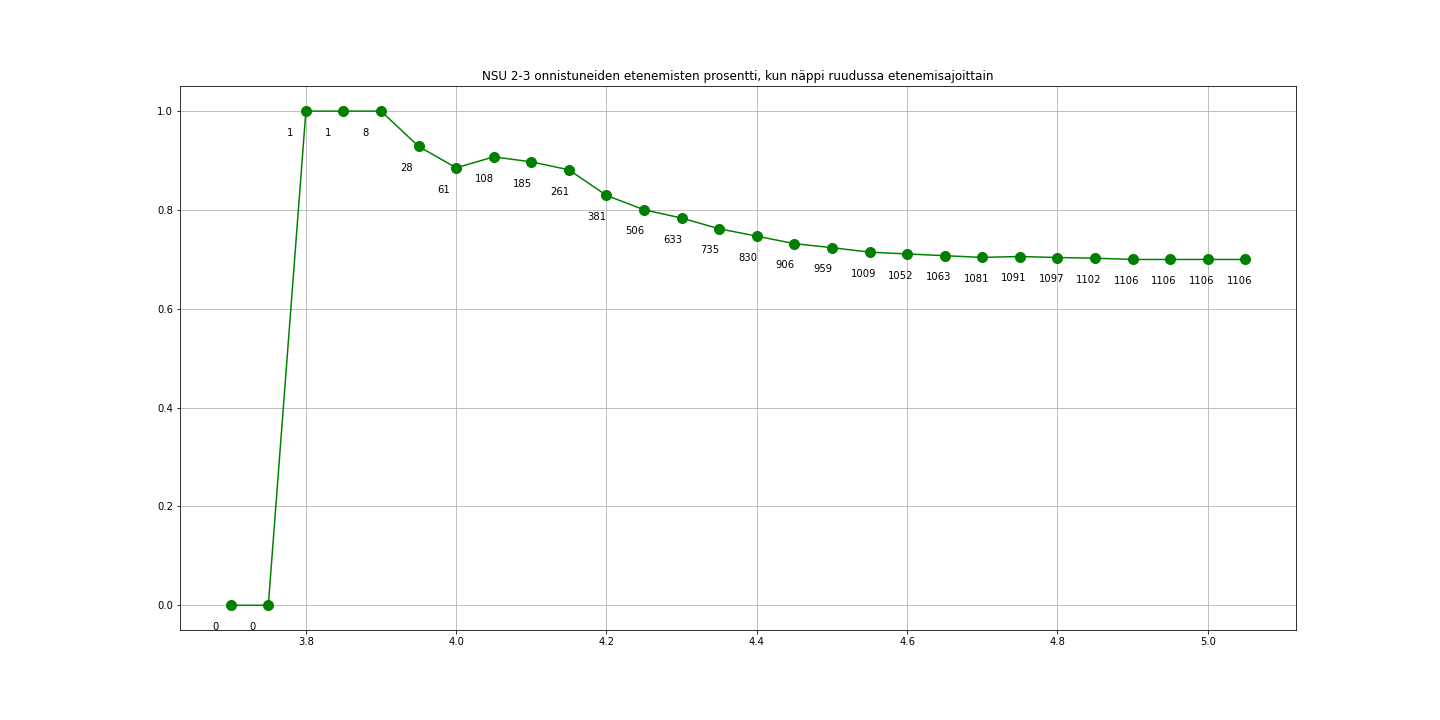 NSU 2-3 onnistuneiden etenemisten prosentti, kun näppi ruudussa etenemisajoittain
1.0
1 1 8
28
61 108 185 261
0.8
381 506 633 735 830 906 959 1009 1052 1063 1081 1091 1097 1102 1106 1106 1106 1106
0.6
0.4
0.2
0.0
0 0
3.8 4.0 4.2 4.4 4.6 4.8 5.0